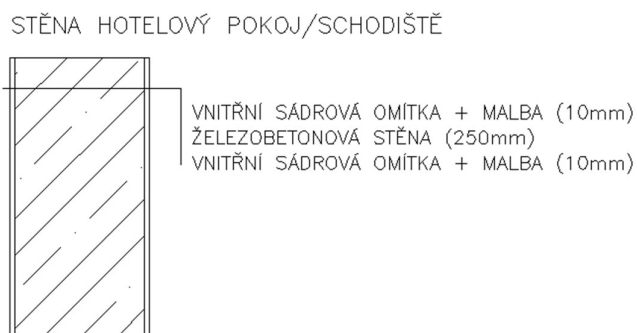 STĚNA HOTELOVÝ POKOJ/SCHODIŠTĚ
VNITŘNÍ SÁDROVÁ OMÍTKA + MALBA (10mm)
ŽELEZOBETONOVÁ STĚNA (250mm)
VNITŘNÍ SÁDROVÁ OMÍTKA + MALBA (10mm)